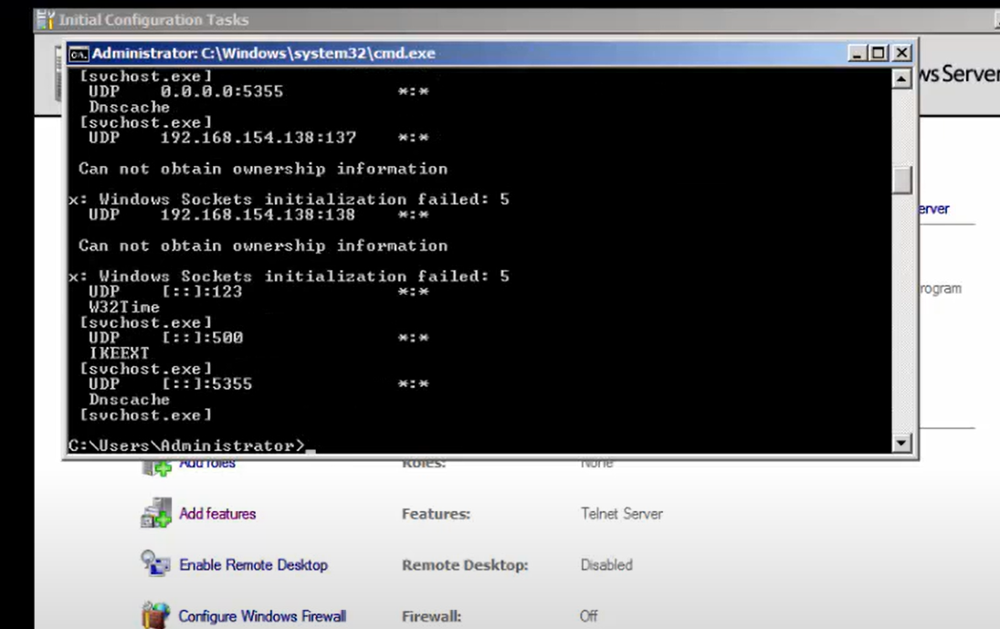 Initial Configuration Tasks
Administrator: C:\Windows\system32\cmd.exe
[svchost.exe]
UDP 0.0.0.0:5355 *:*
Dnscache
[svchost.exe]
UDP 192.168.154.138:137 *:*
Can not obtain ownership information
x: Windows Sockets initialization failed: 5
UDP 192.168.154.138:138 *:*
Can not obtain ownership information
x: Windows Sockets initialization failed: 5
UDP [::]:123 *:*
W32Time
[svchost.exe]
UDP [::]:500 *:*
IKEEXT
[svchost.exe]
UDP [::]:5355 *:*
Dnscache
[svchost.exe]
C:\Users\Administrator>_
ws Server
erver
rogram
Add roles Roles: None
Add features Features: Telnet Server
Enable Remote Desktop Remote Desktop: Disabled
Configure Windows Firewall Firewall: Off